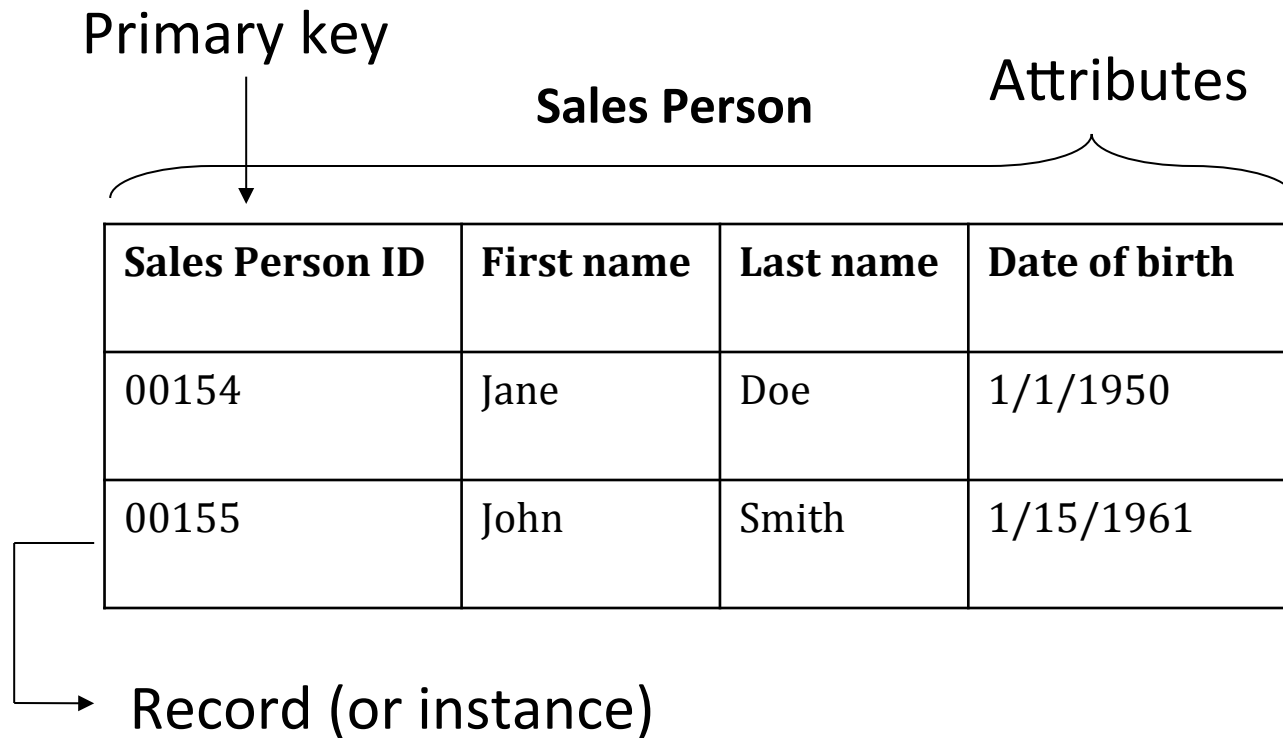 Primary key
Attributes
Sales Person
Sales Person ID First name Last name Date of birth
00154 Jane Doe 1/1/1950
00155 John Smith 1/15/1961
Record (or instance)